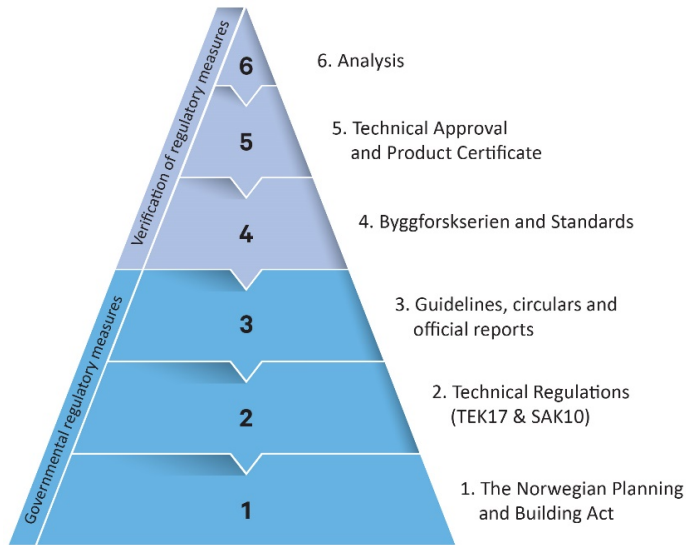 Verification of regulatory measures
Governmental regulatory measures
6
6. Analysis
5
5. Technical Approval
and Product Certificate
4
4. Byggforskserien and Standards
3
3. Guidelines, circulars and
official reports
2
2. Technical Regulations
(TEK17 & SAK10)
1
1. The Norwegian Planning
and Building Act